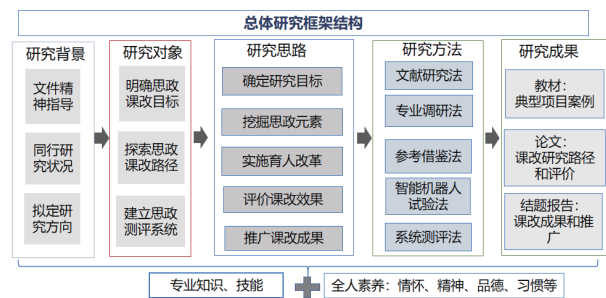 总体研究框架结构
研究背景
文件精
神指导
同行研
究状况
拟定研
究方向
研究对象
明确思政
课改目标
探索思政
课改路径
建立思政
测评系统
研究思路
确定研究目标
挖掘思政元素
实施育人改革
评价课改效果
推广课改成果
研究方法
文献研究法
专业调研法
参考借鉴法
智能机器人
试验法
系统测评法
研究成果
教材：
典型项目案例
论文：
课改研究路径
和评价
结题报告：
课改成果和推
广
专业知识、技能
全人素养：情怀、精神、品德、习惯等